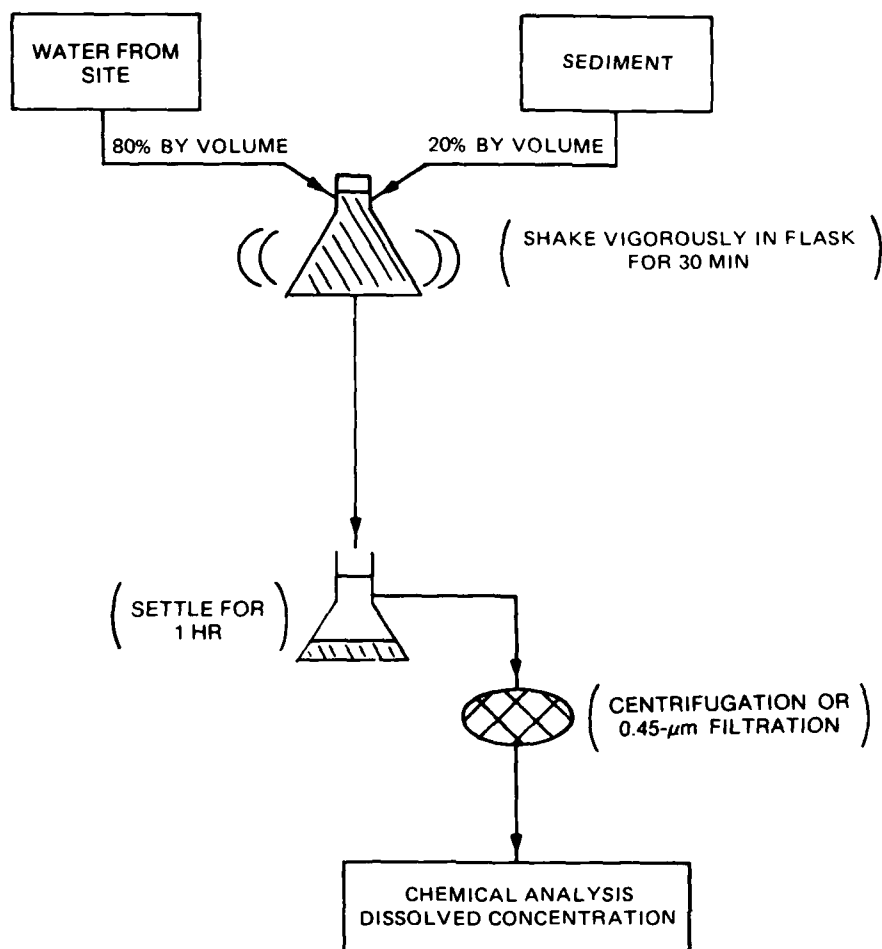 WATER FROM
SITE
SEDIMENT
80% BY VOLUME
20% BY VOLUME
SHAKE VIGOROUSLY IN FLASK
FOR 30 MIN
SETTLE FOR
1 HR
CENTRIFUGATION OR
0.45-μm FILTRATION
CHEMICAL ANALYSIS
DISSOLVED CONCENTRATION